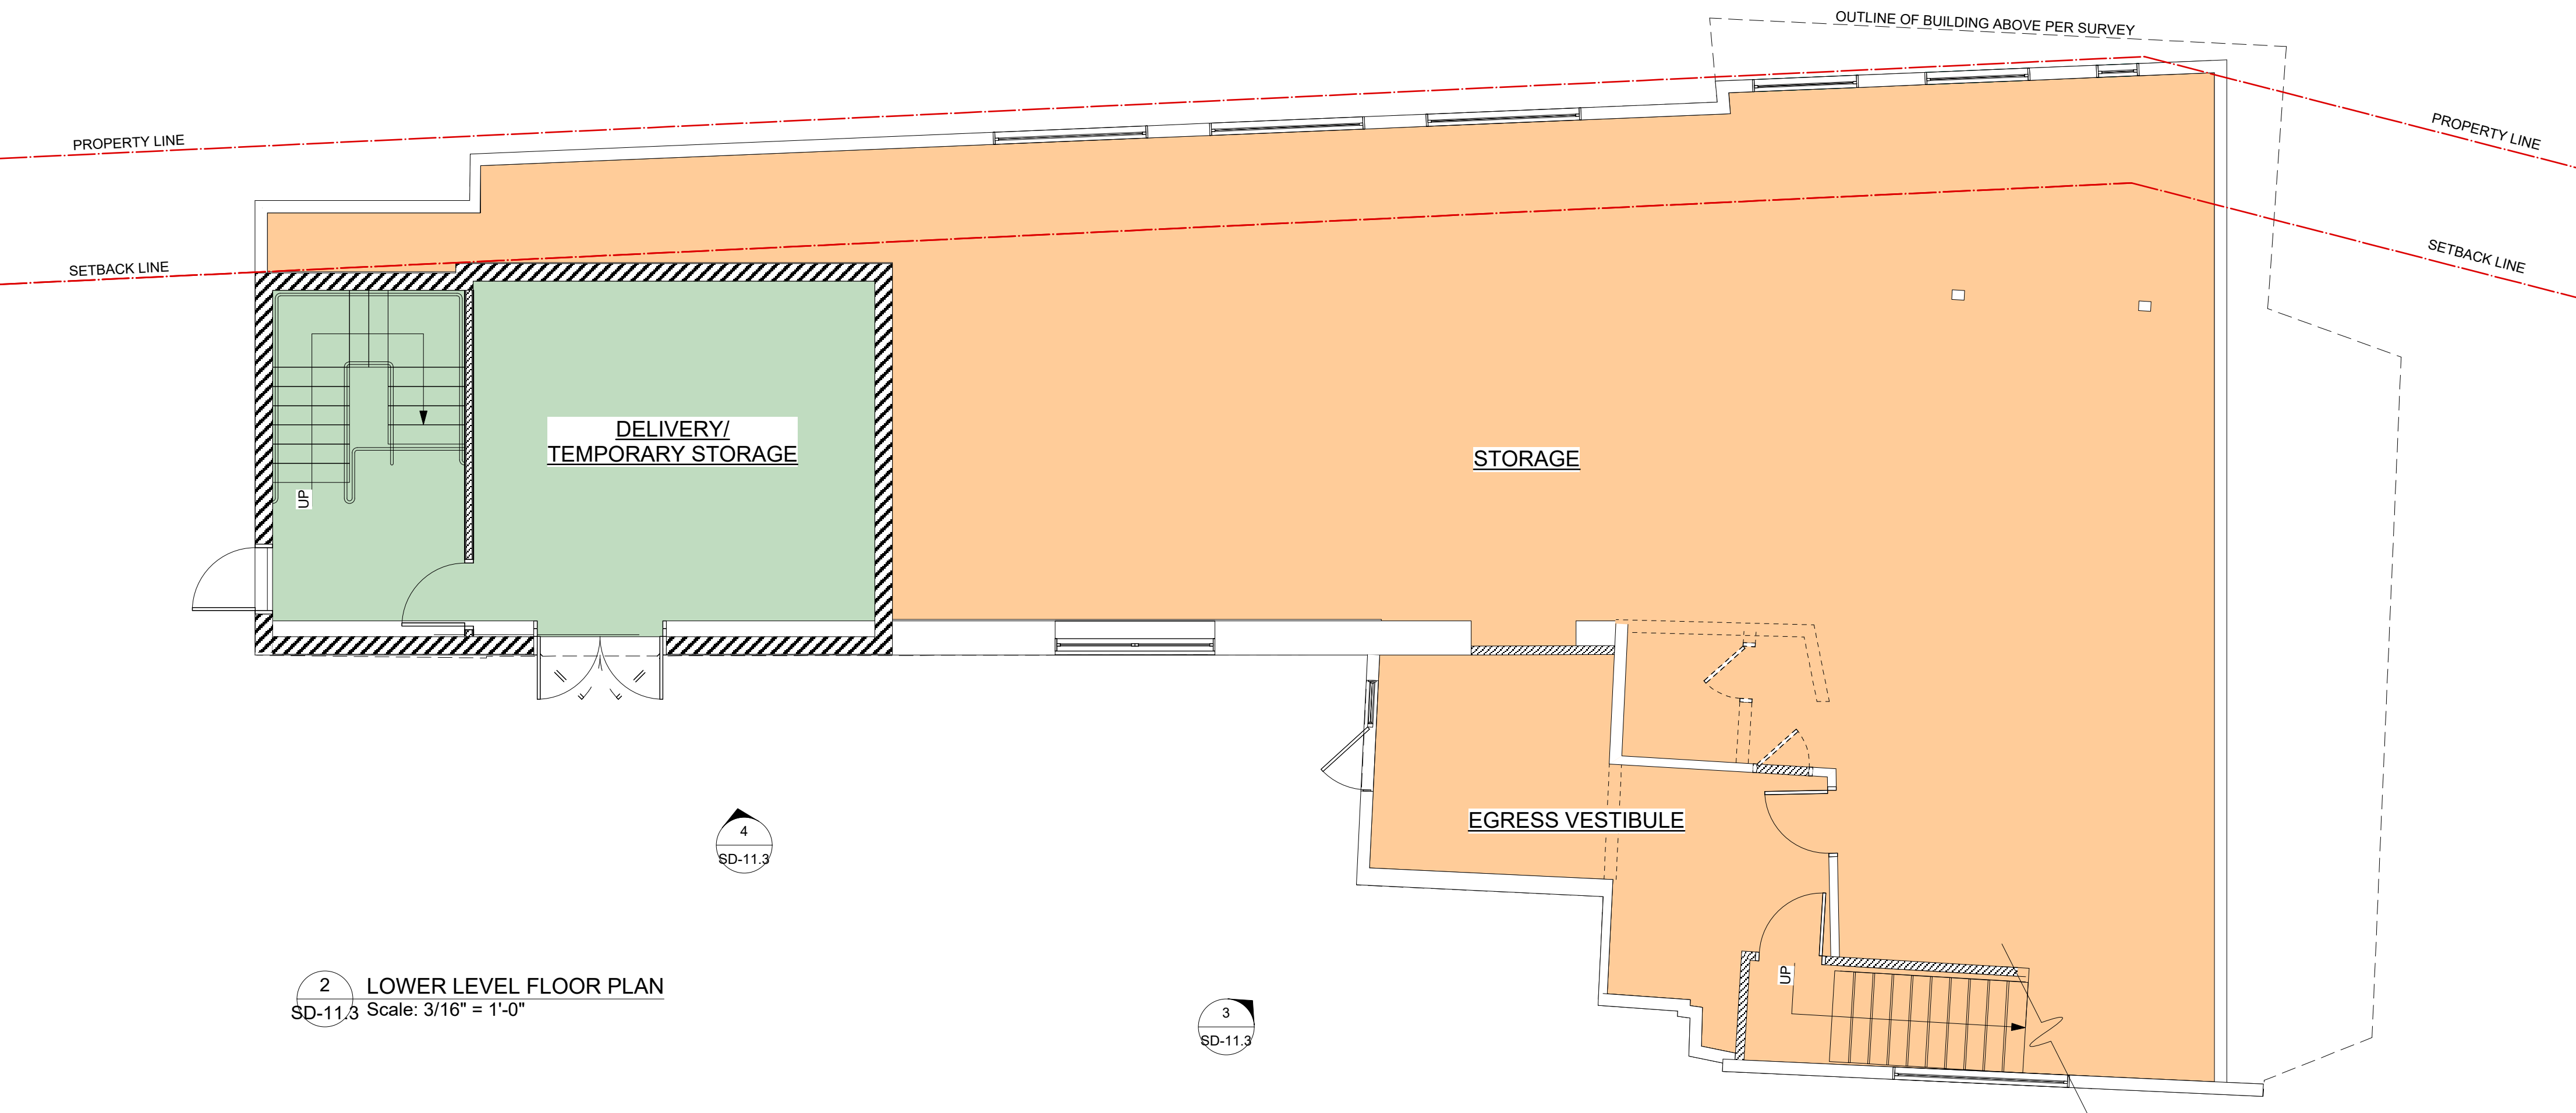 OUTLINE OF BUILDING ABOVE PER SURVEY
PROPERTY LINE
PROPERTY LINE
SETBACK LINE
SETBACK LINE
DELIVERY/
TEMPORARY STORAGE
STORAGE
UP
EGRESS VESTIBULE
4
SD-11.3
UP
2
SD-11.3
LOWER LEVEL FLOOR PLAN
Scale: 3/16" = 1'-0"
3
SD-11.3